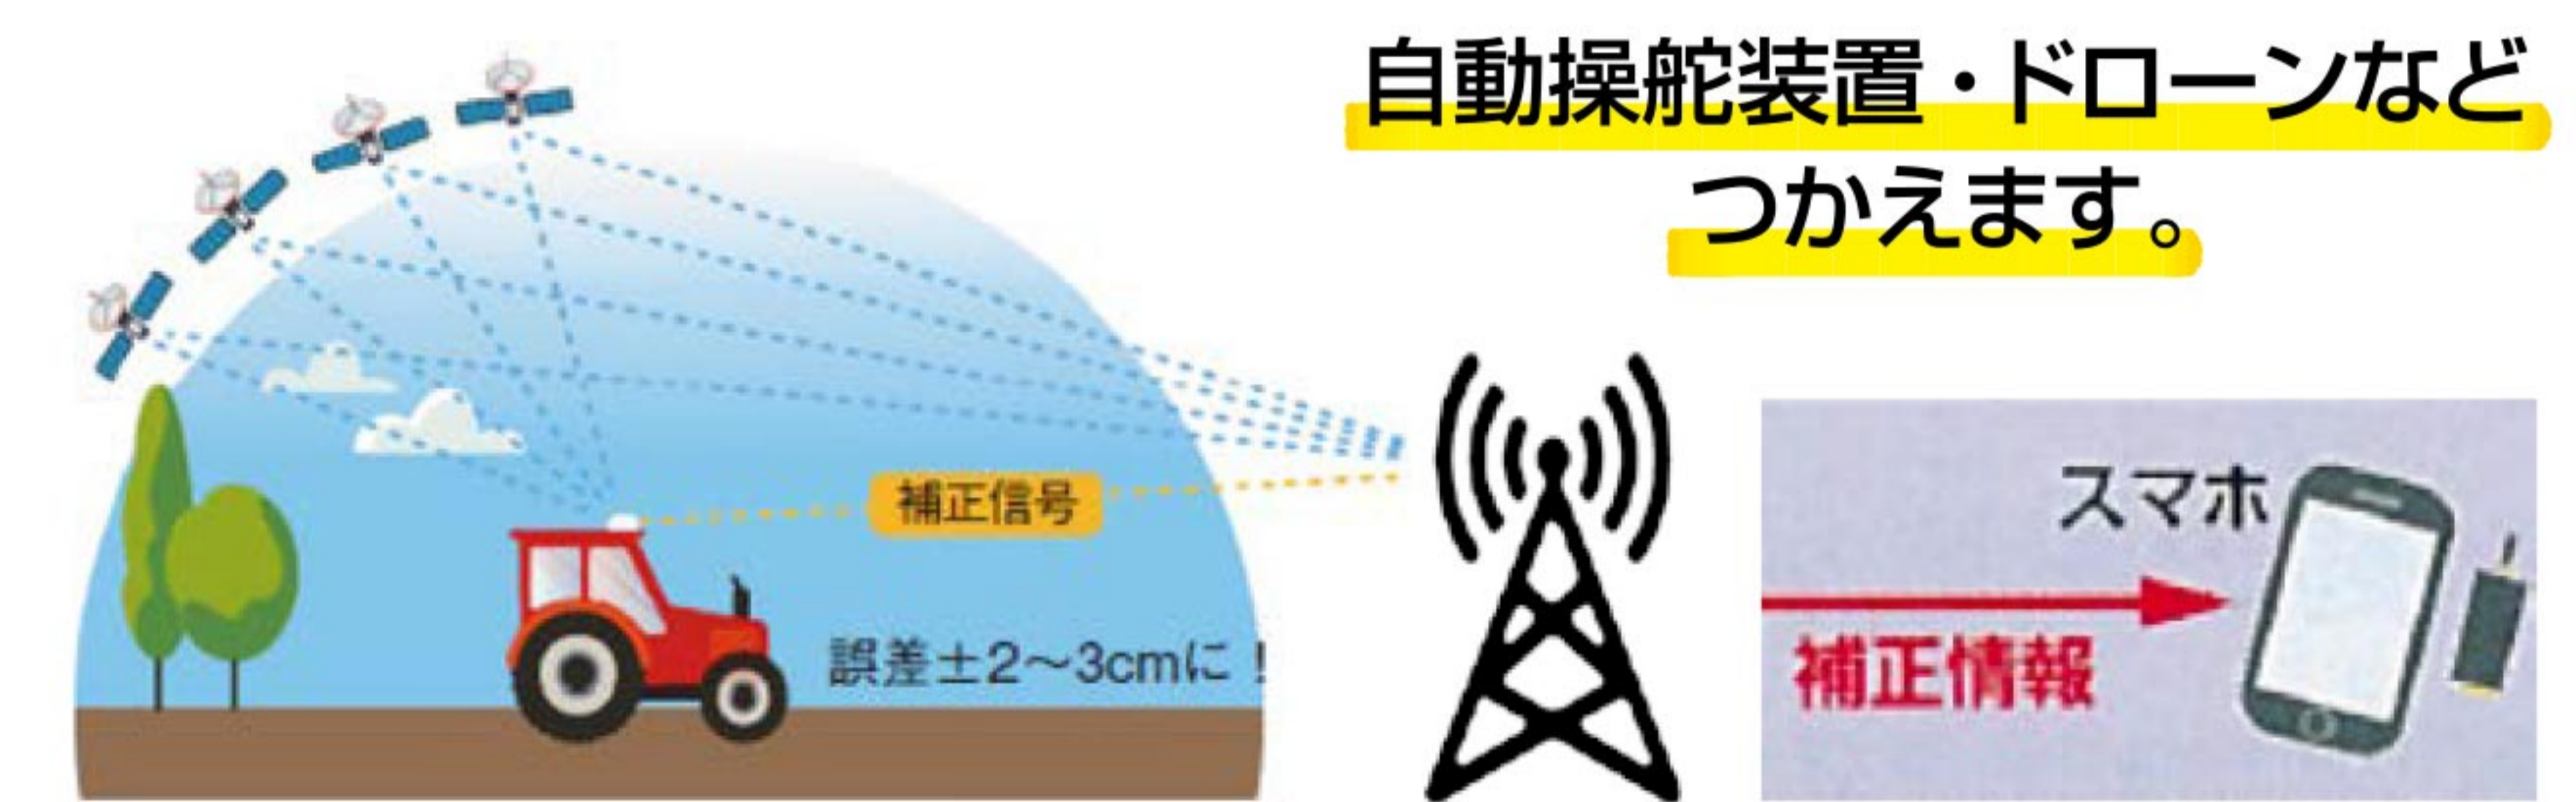 自動操舵装置・ドローンなど
つかえます。
補正信号
誤差±2～3cmに！
スマホ
補正情報